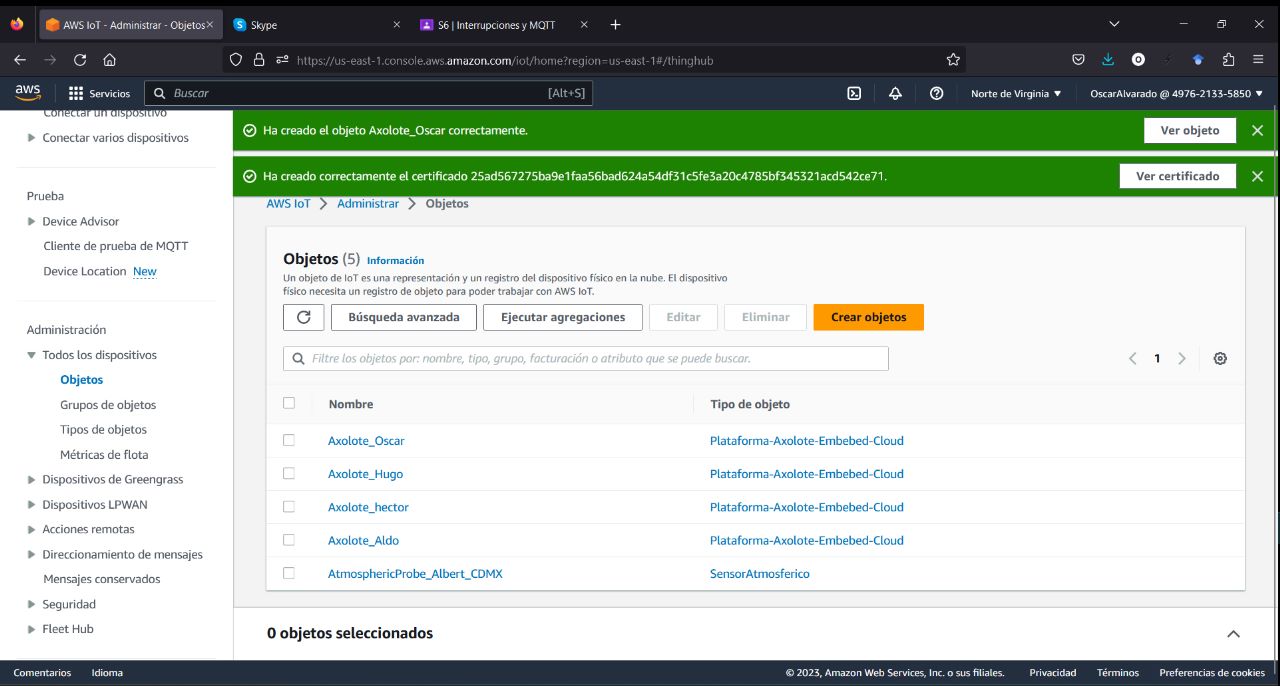 AWS IoT - Administrar - Objetos
Skype
S6 | Interrupciones y MQTT
https://us-east-1.console.aws.amazon.com/iot/home?region=us-east-1#/thinghub
aws
Servicios
Buscar
[Alt+S]
Norte de Virginia
OscarAlvarado @ 4976-2133-5850
Conectar un dispositivo
Conectar varios dispositivos
Prueba
Device Advisor
Cliente de prueba de MQTT
Device Location New
Administración
Todos los dispositivos
Objetos
Grupos de objetos
Tipos de objetos
Métricas de flota
Dispositivos de Greengrass
Dispositivos LPWAN
Acciones remotas
Direccionamiento de mensajes
Mensajes conservados
Seguridad
Fleet Hub
Ha creado el objeto Axolote_Oscar correctamente.
Ver objeto
Ha creado correctamente el certificado 25ad567275ba9e1faa56bad624a54df31c5fe3a20c4785bf345321acd542ce71.
Ver certificado
AWS IoT
Administrar
Objetos
Objetos (5) Información
Un objeto de IoT es una representación y un registro del dispositivo físico en la nube. El dispositivo
físico necesita un registro de objeto para poder trabajar con AWS IoT.
Búsqueda avanzada
Ejecutar agregaciones
Editar
Eliminar
Crear objetos
Filtre los objetos por: nombre, tipo, grupo, facturación o atributo que se puede buscar.
1
Nombre
Tipo de objeto
Axolote_Oscar
Plataforma-Axolote-Embebed-Cloud
Axolote_Hugo
Plataforma-Axolote-Embebed-Cloud
Axolote_hector
Plataforma-Axolote-Embebed-Cloud
Axolote_Aldo
Plataforma-Axolote-Embebed-Cloud
AtmosphericProbe_Albert_CDMX
SensorAtmosferico
0 objetos seleccionados
Comentarios
Idioma
© 2023, Amazon Web Services, Inc. o sus filiales.
Privacidad
Términos
Preferencias de cookies